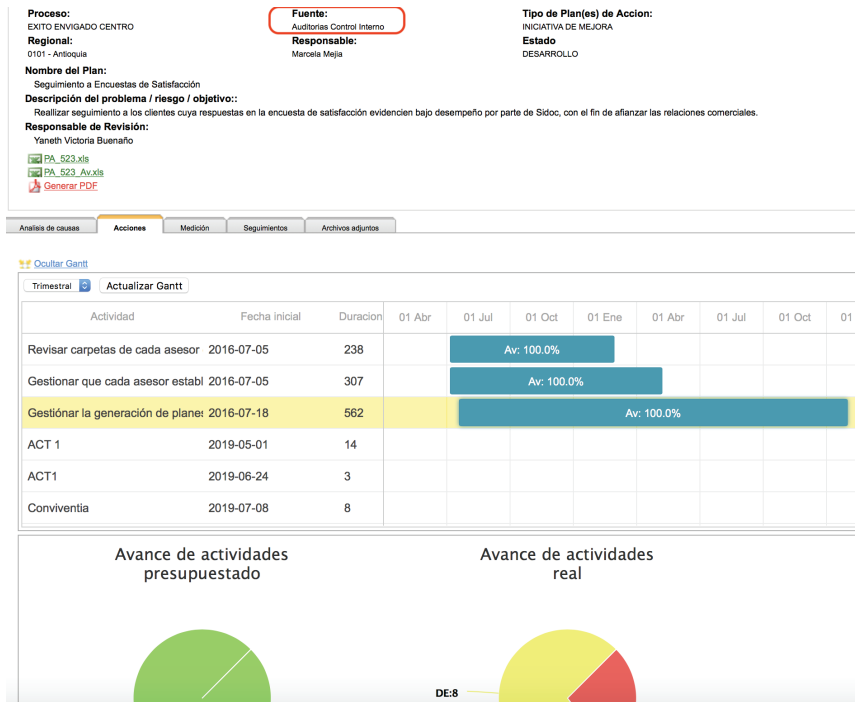 Proceso: Fuente: Tipo de Plan(es) de Accion:
EXITO ENVIGADO CENTRO Auditorias Control Interno INICIATIVA DE MEJORA
Regional: Responsable: Estado
0101 - Antioquia Marcela Mejia DESARROLLO
Nombre del Plan:
Seguimiento a Encuestas de Satisfacción
Descripción del problema / riesgo / objetivo::
Reallizar seguimiento a los clientes cuya respuestas en la encuesta de satisfacción evidencien bajo desempeño por parte de Sidoc, con el fin de afianzar las relaciones comerciales.
Responsable de Revisión:
Yaneth Victoria Buenaño
PA_523.xls
PA_523_Av.xls
Generar PDF
Analisis de causas Acciones Medición Seguimientos Archivos adjuntos
Ocultar Gantt
Trimestral Actualizar Gantt
Actividad Fecha inicial Duracion 01 Abr 01 Jul 01 Oct 01 Ene 01 Abr 01 Jul 01 Oct 01
Revisar carpetas de cada asesor 2016-07-05 238 Av: 100.0%
Gestionar que cada asesor establ 2016-07-05 307 Av: 100.0%
Gestiónar la generación de planes 2016-07-18 562 Av: 100.0%
ACT 1 2019-05-01 14
ACT1 2019-06-24 3
Conviventia 2019-07-08 8
Avance de actividades Avance de actividades
presupuestado real
DE:8